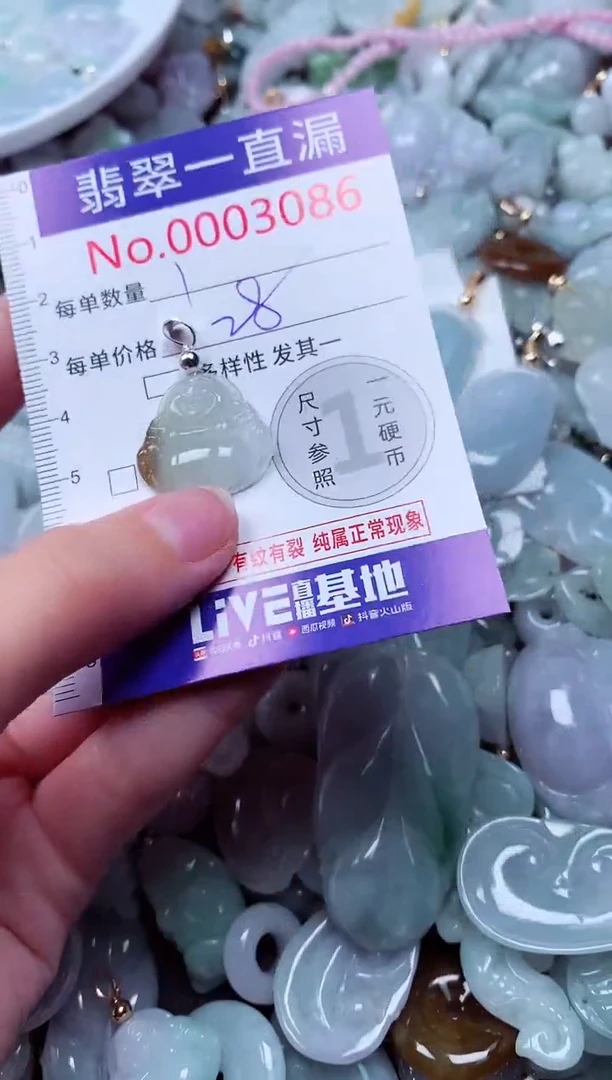 翡翠一直漏
No.0003086
每单数量 1
每单价格 28
多样性 发其一
一元硬币
1
尺寸参照
有纹有裂 纯属正常现象
LiVE直播基地
抖音 西瓜视频 抖音火山版
0
1
2
3
4
5